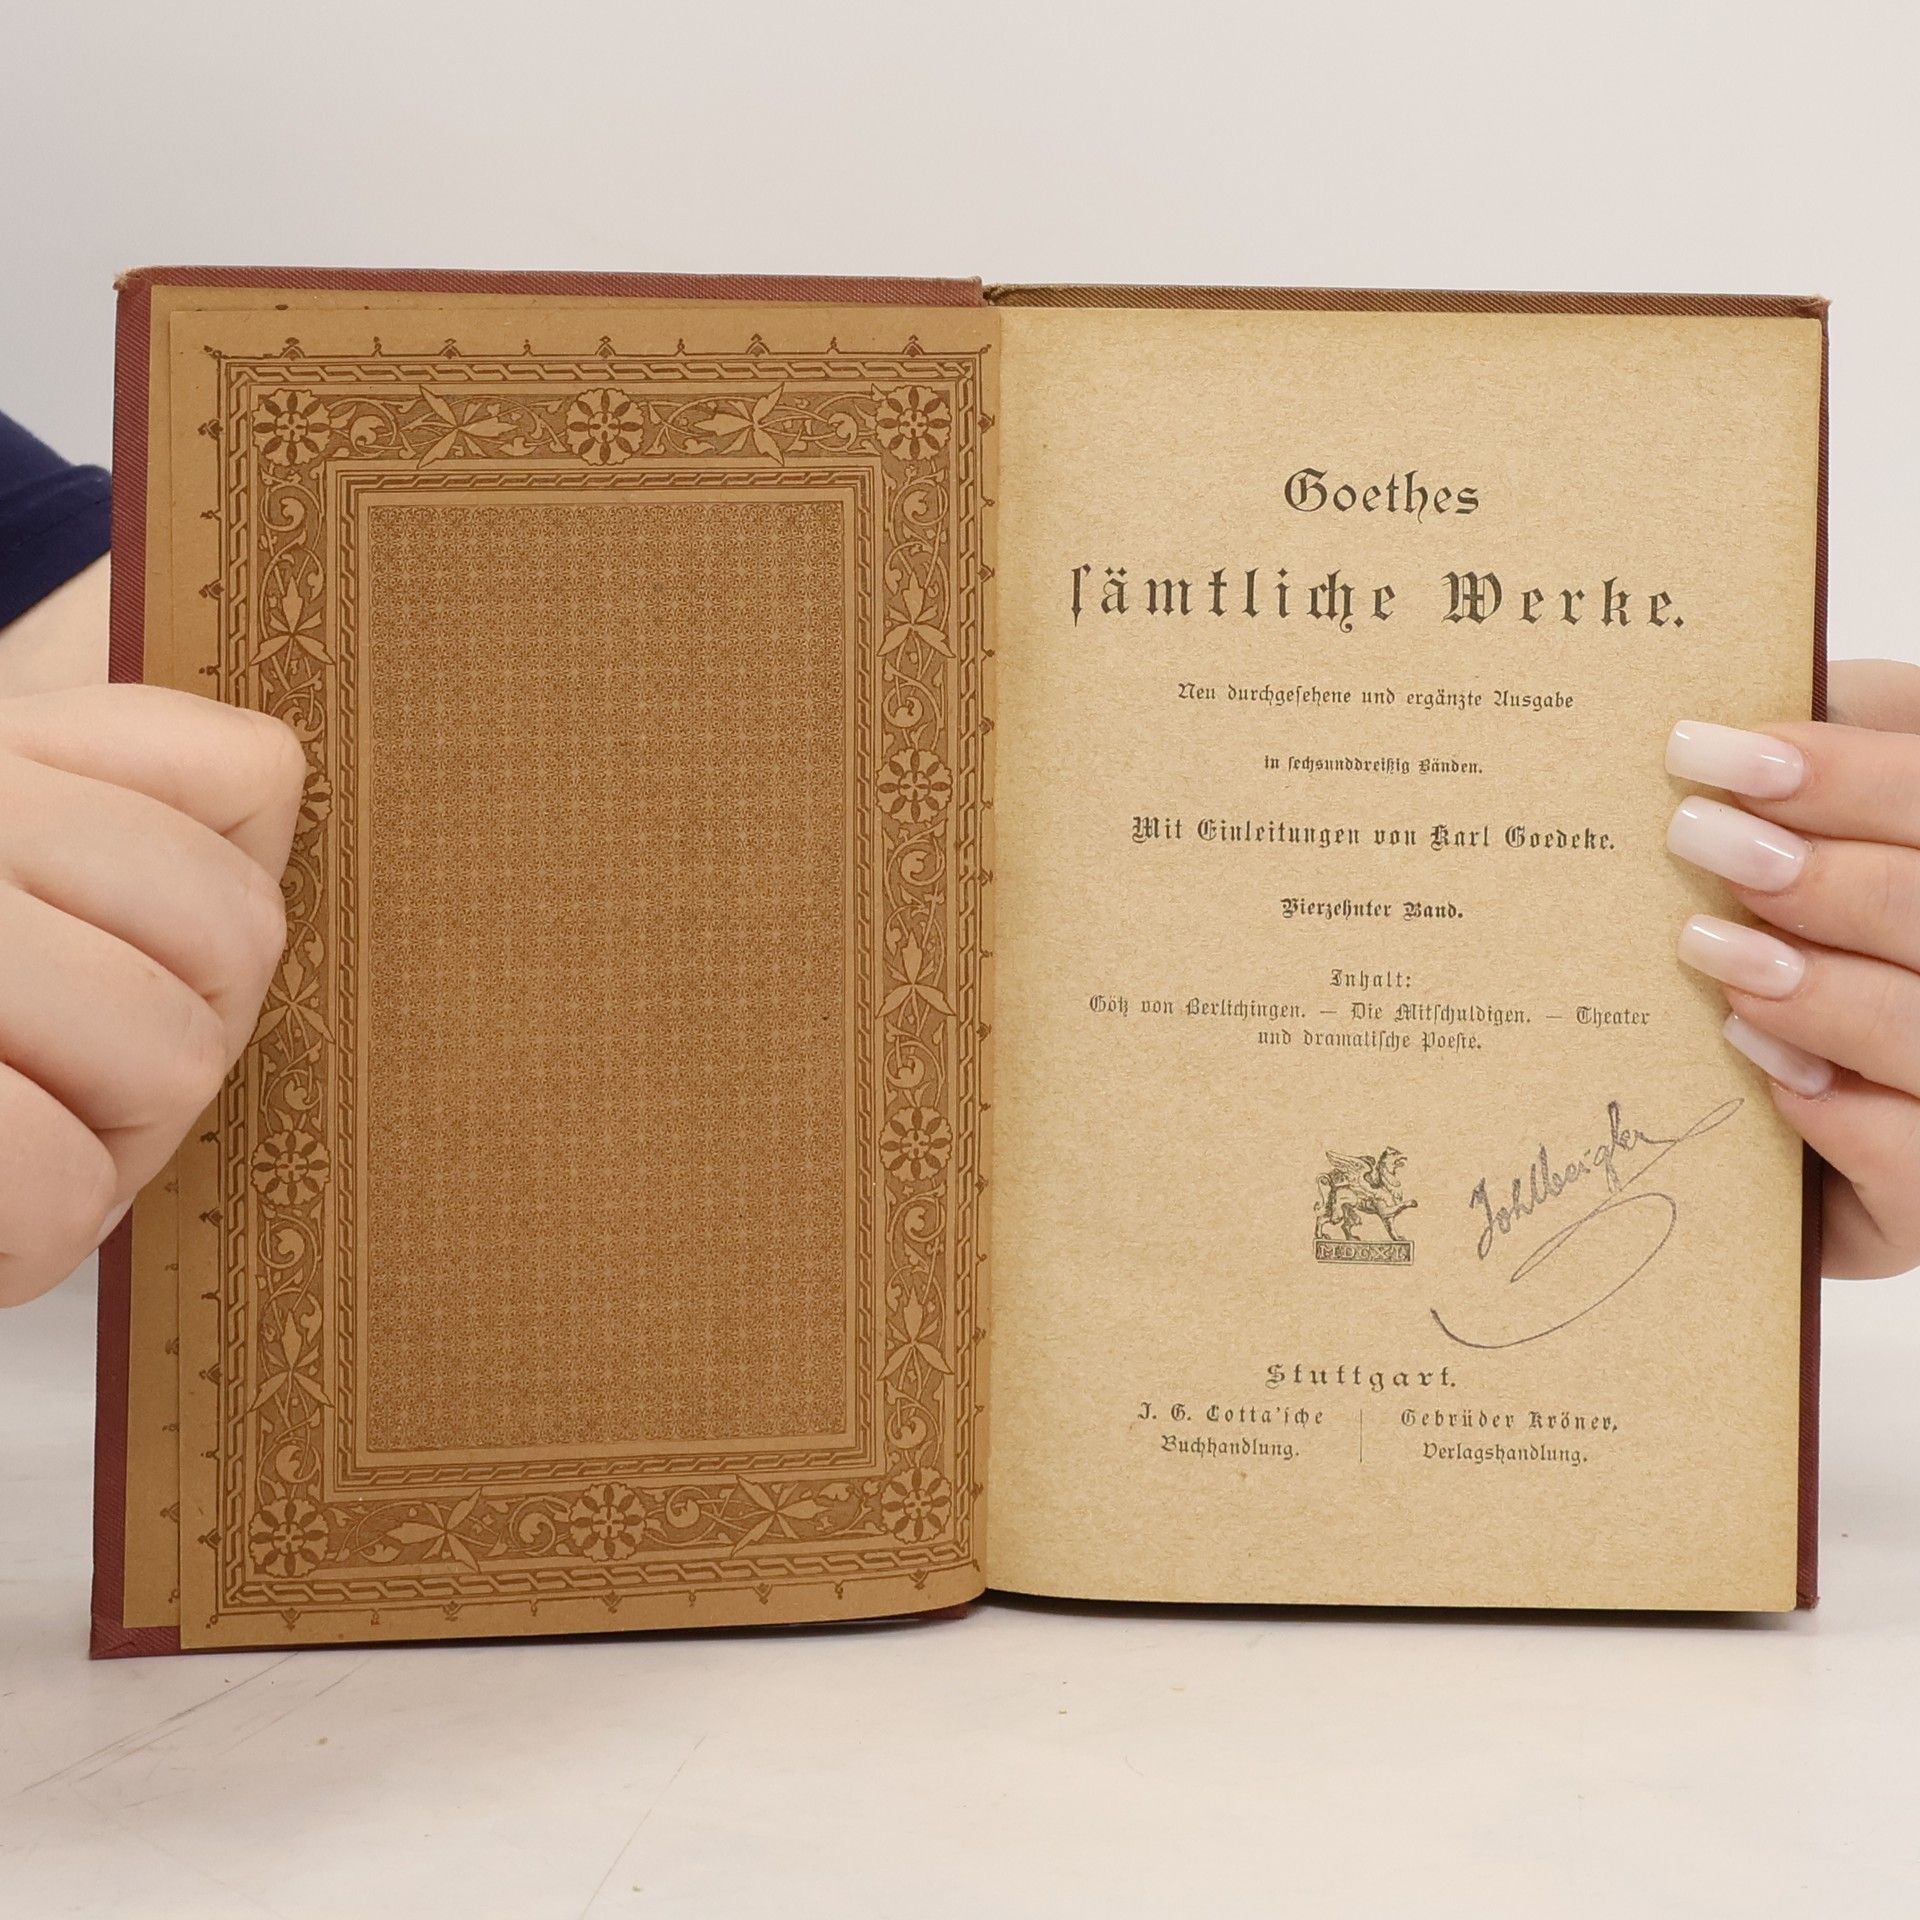 Goethes
ſämtliche Werke.
Neu durchgeſehene und ergänzte Ausgabe
in ſechsunddreißig Bänden.
Mit Einleitungen von Karl Goedeke.
Vierzehnter Band.
Inhalt:
Götz von Berlichingen. — Die Mitſchuldigen. — Theater
und dramatiſche Poeſie.
MDCXL
Stuttgart.
J. G. Cotta'ſche
Buchhandlung.
Gebrüder Kröner,
Verlagshandlung.